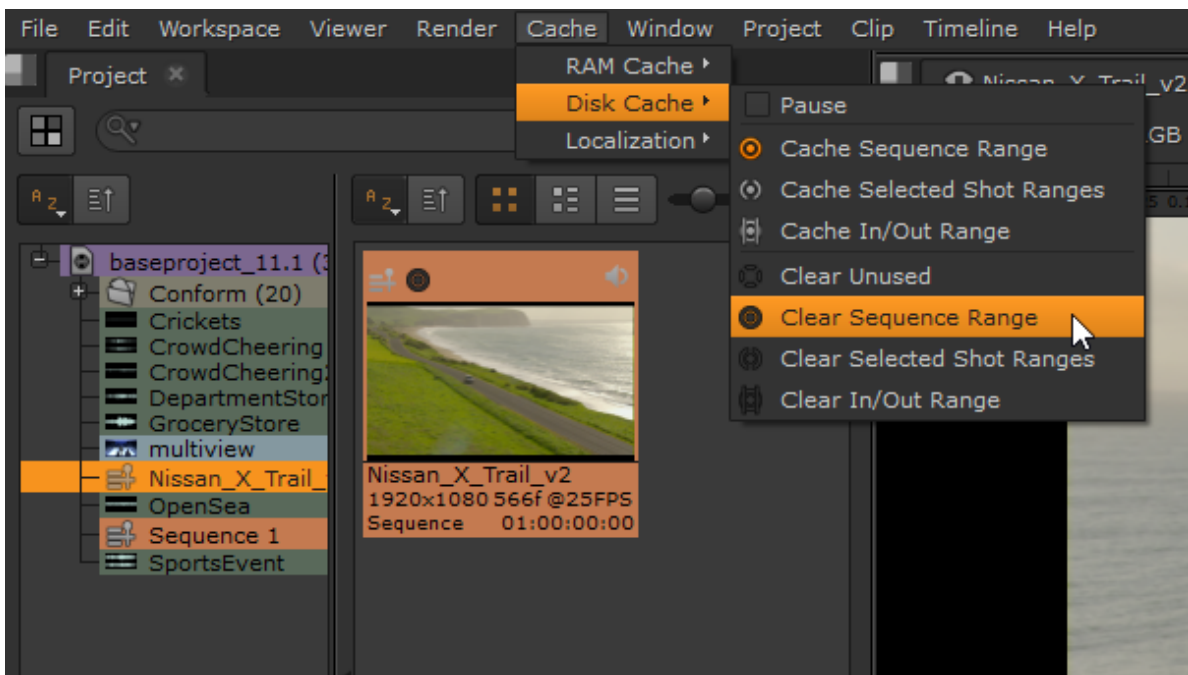 File Edit Workspace Viewer Render Cache Window Project Clip Timeline Help
Project
RAM Cache
Disk Cache
Localization
Pause
Cache Sequence Range
Cache Selected Shot Ranges
Cache In/Out Range
Clear Unused
Clear Sequence Range
Clear Selected Shot Ranges
Clear In/Out Range
Nissan_X_Trail_v2
GB
A Z
A Z
baseproject_11.1 (
Conform (20)
Crickets
CrowdCheering
CrowdCheering
DepartmentStor
GroceryStore
multiview
Nissan_X_Trail_
OpenSea
Sequence 1
SportsEvent
Nissan_X_Trail_v2
1920x1080 566f @25FPS
Sequence 01:00:00:00